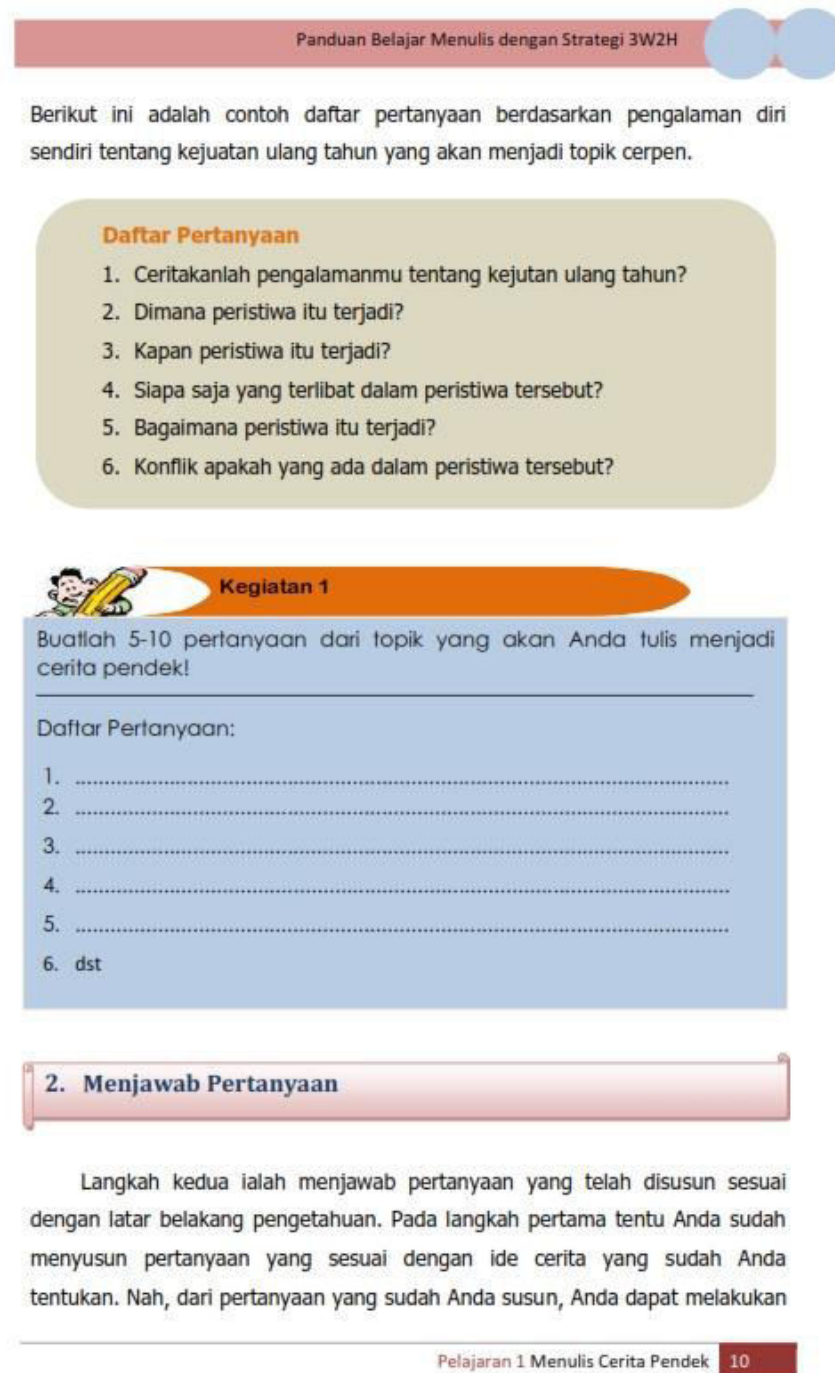 Panduan Belajar Menulis dengan Strategi 3W2H
Berikut ini adalah contoh daftar pertanyaan berdasarkan pengalaman diri
sendiri tentang kejuatan ulang tahun yang akan menjadi topik cerpen.
Daftar Pertanyaan
1. Ceritakanlah pengalamanmu tentang kejutan ulang tahun?
2. Dimana peristiwa itu terjadi?
3. Kapan peristiwa itu terjadi?
4. Siapa saja yang terlibat dalam peristiwa tersebut?
5. Bagaimana peristiwa itu terjadi?
6. Konflik apakah yang ada dalam peristiwa tersebut?
Kegiatan 1
Buatlah 5-10 pertanyaan dari topik yang akan Anda tulis menjadi
cerita pendek!
Daftar Pertanyaan:
1. ................................................................................
2. ................................................................................
3. ................................................................................
4. ................................................................................
5. ................................................................................
6. dst
2. Menjawab Pertanyaan
Langkah kedua ialah menjawab pertanyaan yang telah disusun sesuai
dengan latar belakang pengetahuan. Pada langkah pertama tentu Anda sudah
menyusun pertanyaan yang sesuai dengan ide cerita yang sudah Anda
tentukan. Nah, dari pertanyaan yang sudah Anda susun, Anda dapat melakukan
Pelajaran 1 Menulis Cerita Pendek 10